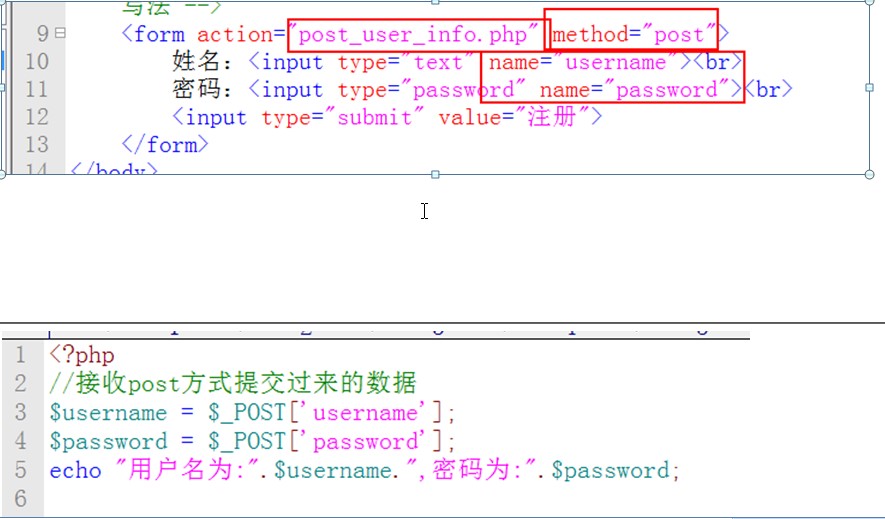 写法 -->
9 <form action="post_user_info.php" method="post">
10 姓名：<input type="text" name="username"><br>
11 密码：<input type="password" name="password"><br>
12 <input type="submit" value="注册">
13 </form>
14 </body>
1 <?php
2 //接收post方式提交过来的数据
3 $username = $_POST['username'];
4 $password = $_POST['password'];
5 echo "用户名为:".$username.",密码为:".$password;
6